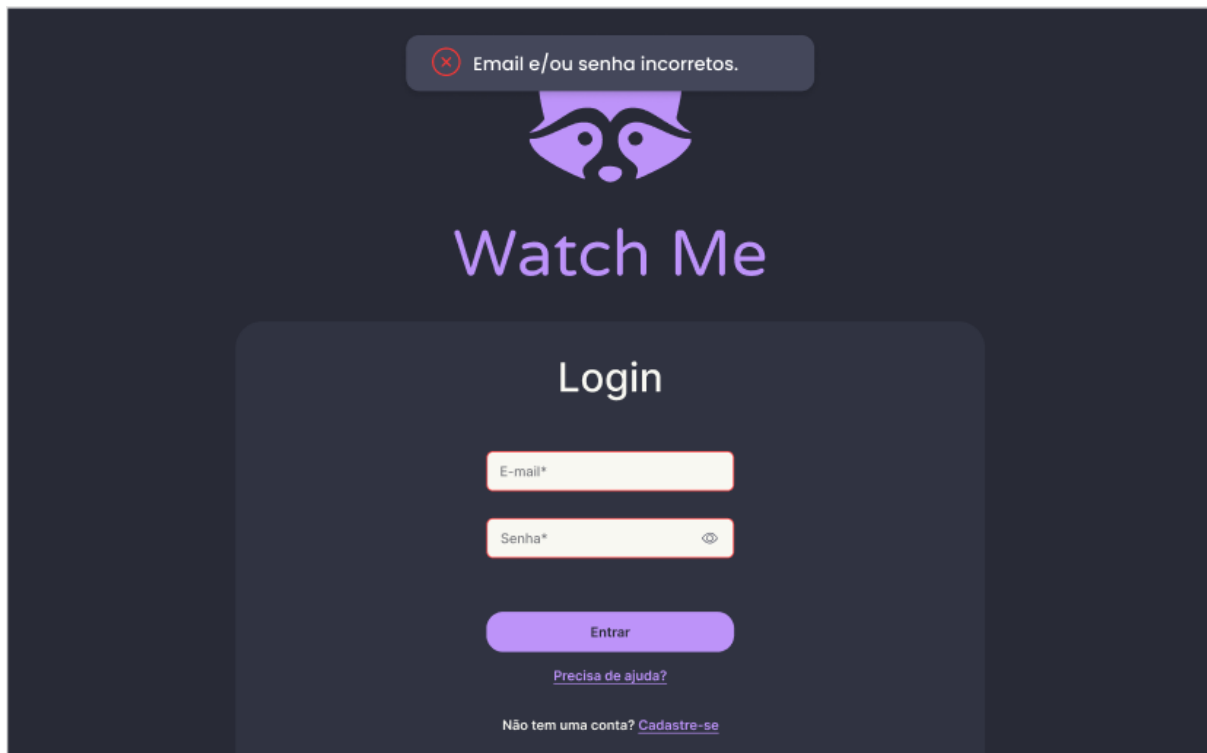 Email e/ou senha incorretos.
Watch Me
Login
E-mail*
Senha*
Entrar
Precisa de ajuda?
Não tem uma conta? Cadastre-se